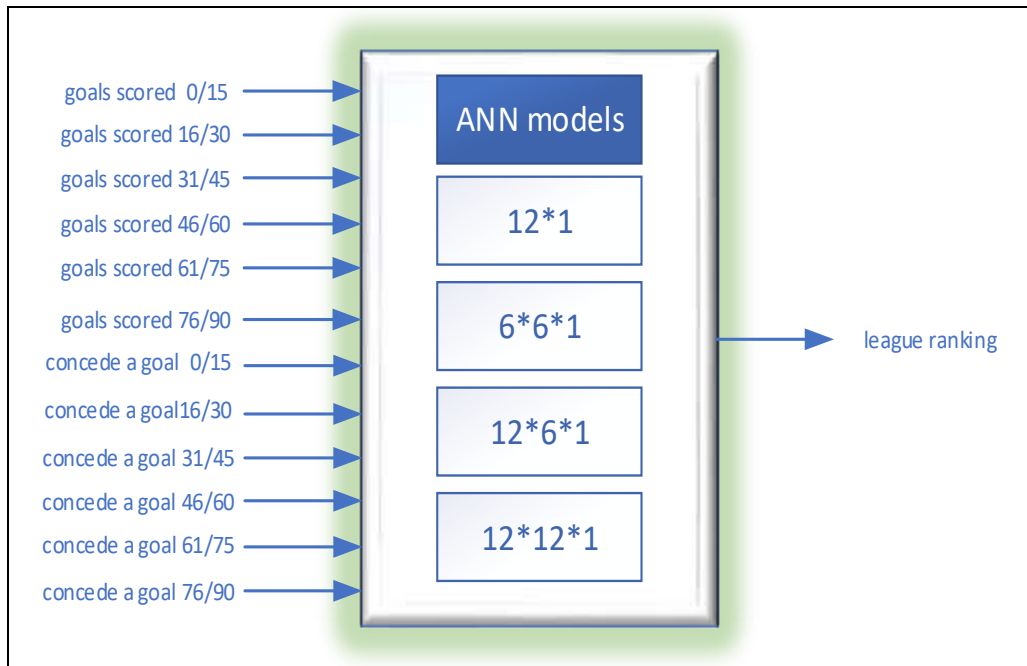 goals scored 0/15
goals scored 16/30
goals scored 31/45
goals scored 46/60
goals scored 61/75
goals scored 76/90
concede a goal 0/15
concede a goal16/30
concede a goal 31/45
concede a goal 46/60
concede a goal 61/75
concede a goal 76/90
ANN models
12*1
6*6*1
12*6*1
12*12*1
league ranking